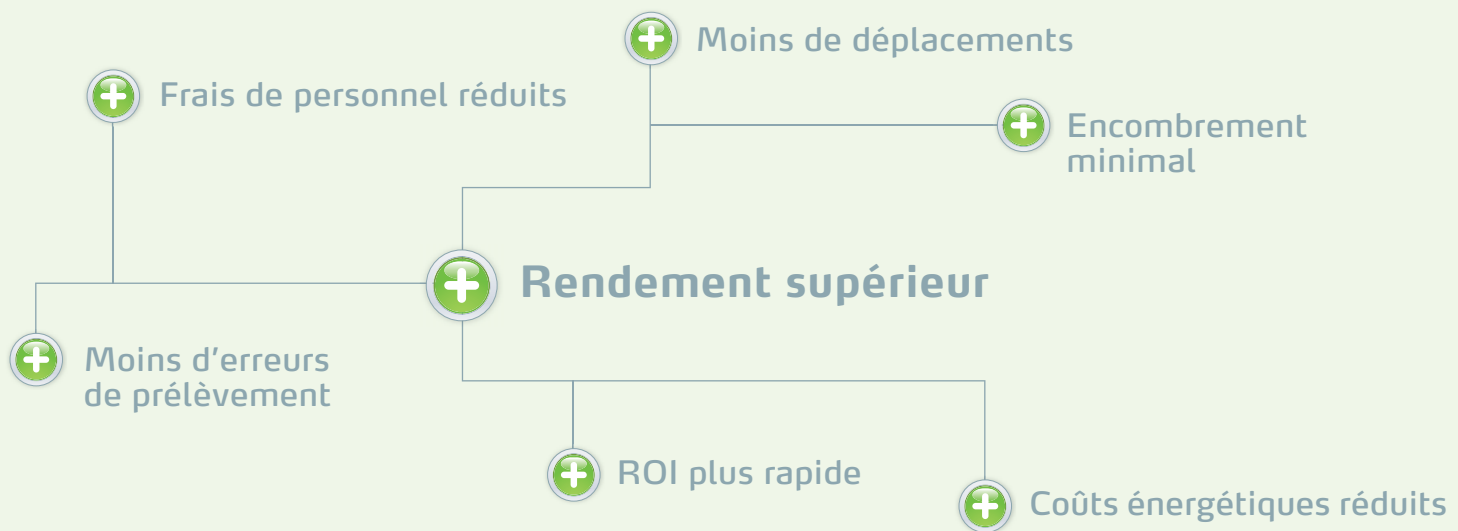 Moins de déplacements
Frais de personnel réduits
Encombrement
minimal
Rendement supérieur
Moins d'erreurs
de prélèvement
ROI plus rapide
Coûts énergétiques réduits